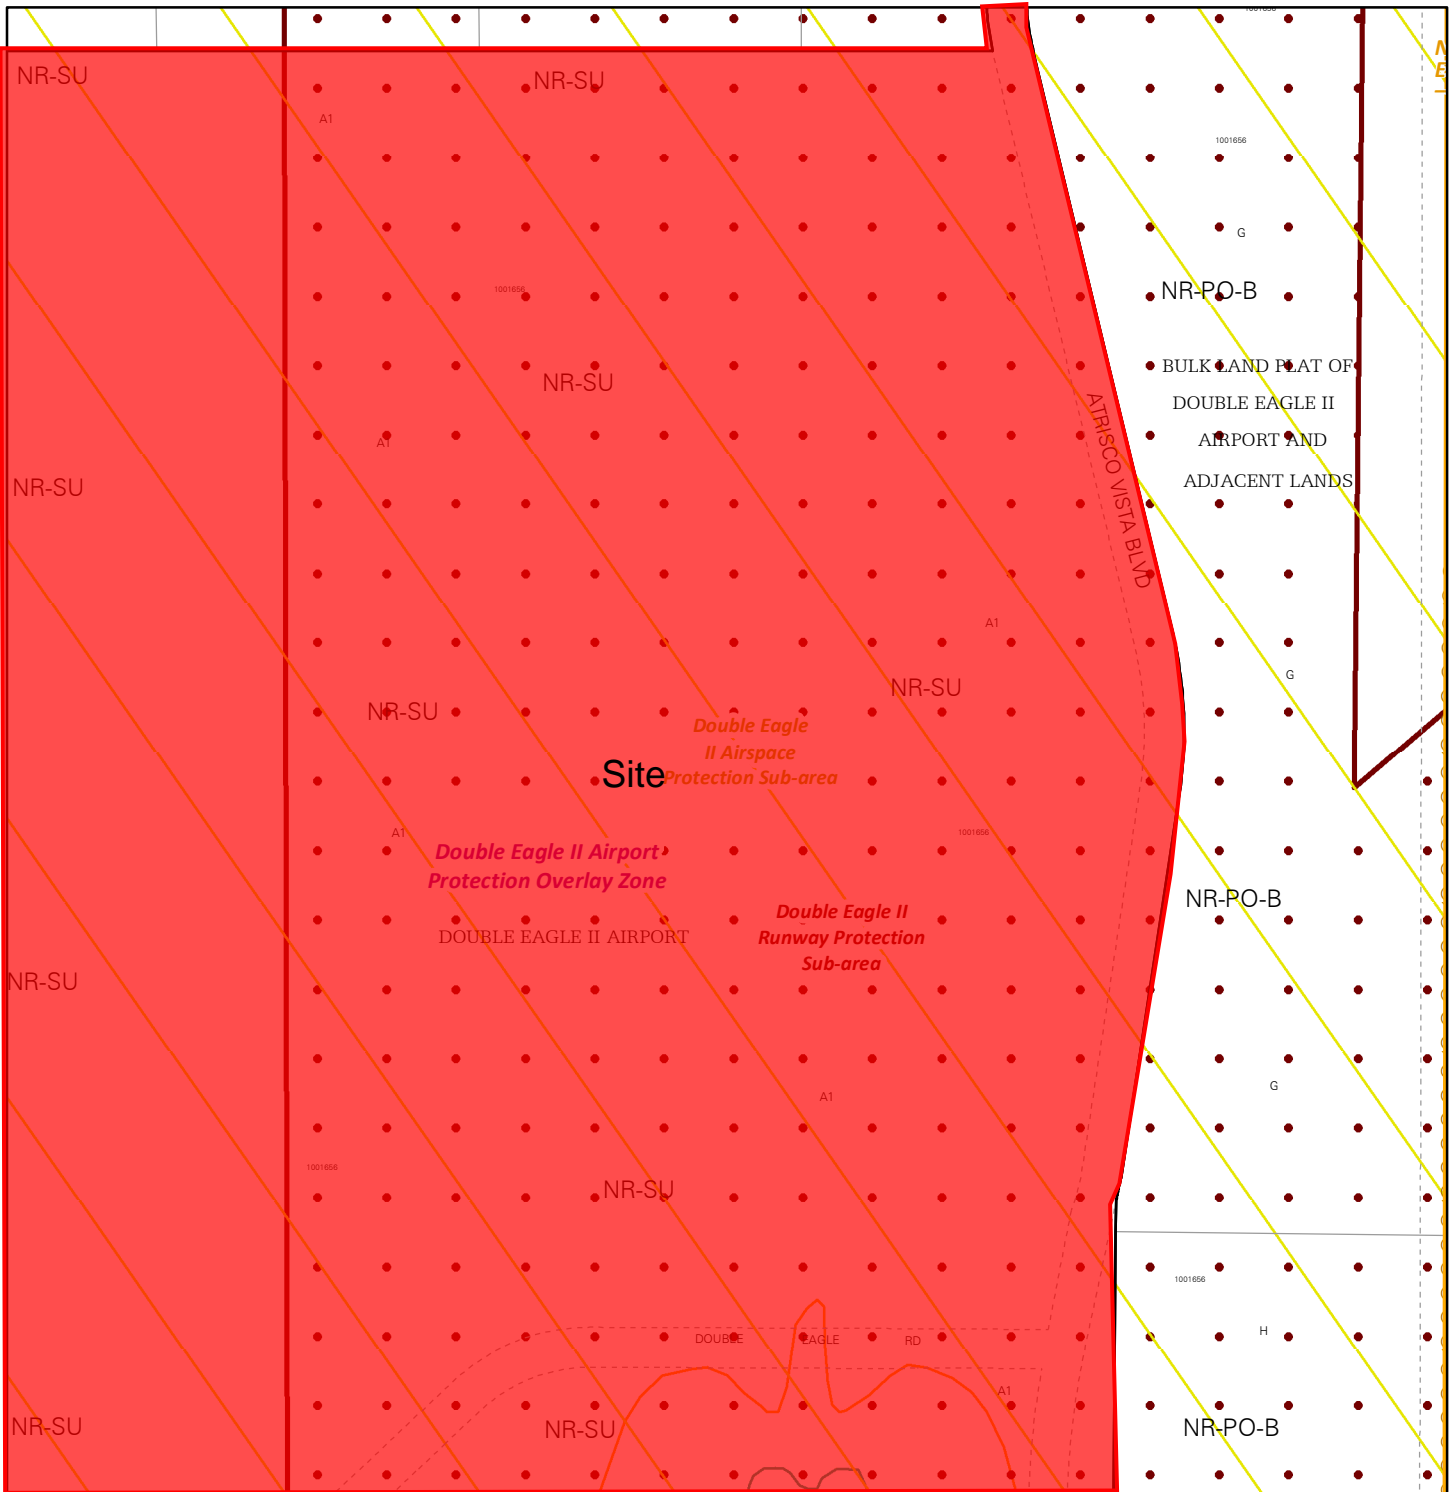 1001656
NR-SU
NR-SU
A1
1001656
G
1001656
NR-PO-B
NR-SU
BULK LAND PLAT OF
DOUBLE EAGLE II
AIRPORT AND
ADJACENT LANDS
A1
NR-SU
ATRISCO VISTA BLVD
A1
G
NR-SU
NR-SU
Double Eagle
II Airspace
Protection Sub-area
Site
A1
1001656
Double Eagle II Airport
Protection Overlay Zone
NR-PO-B
Double Eagle II
Runway Protection
Sub-area
DOUBLE EAGLE II AIRPORT
NR-SU
G
A1
1001656
NR-SU
1001656
H
DOUBLE EAGLE RD
A1
NR-SU
NR-SU
NR-PO-B